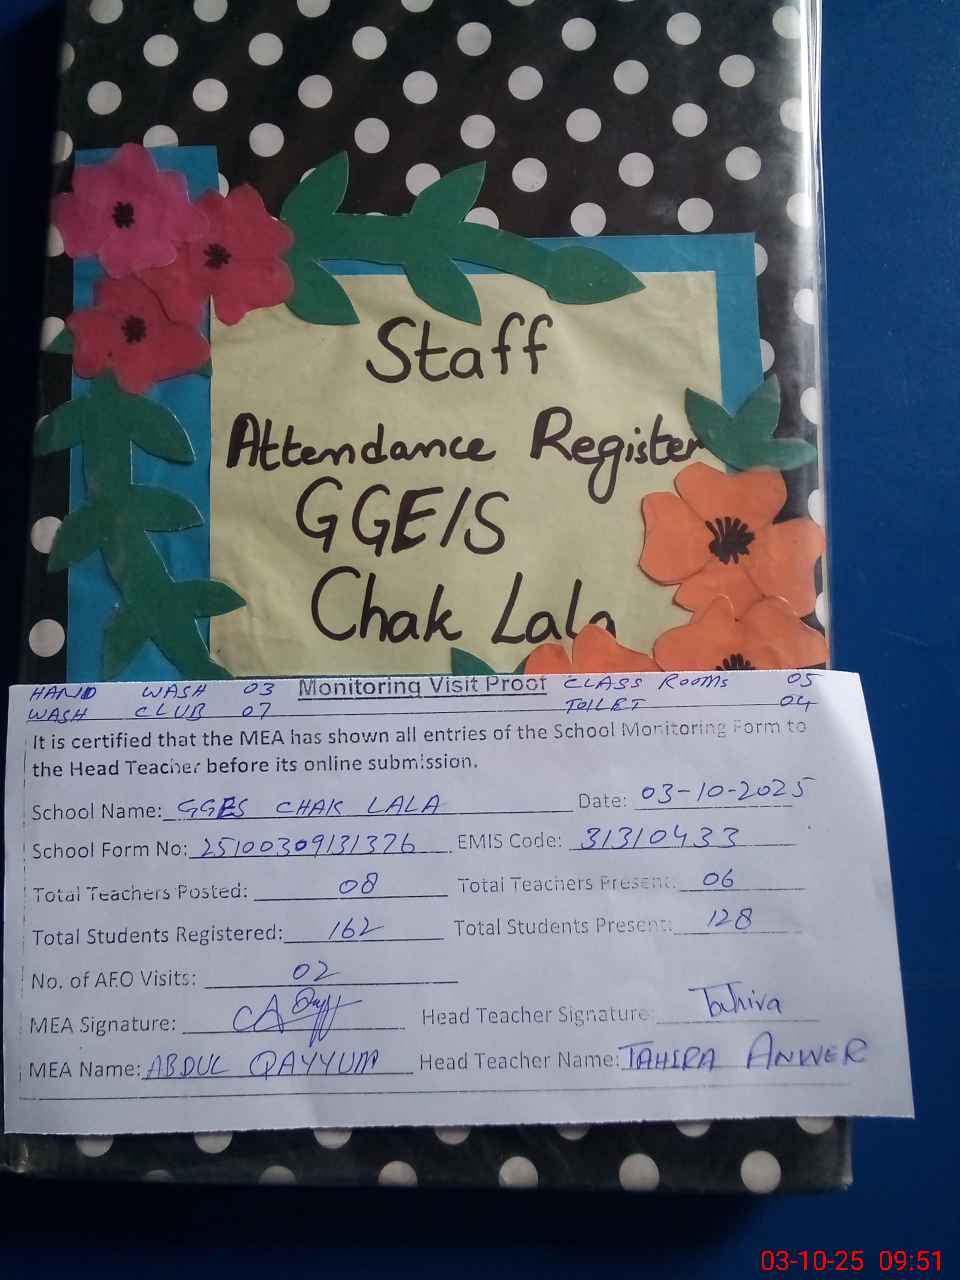 Staff
Attendance Register
GGE/S
Chak Lala
HAND WASH 03 Monitoring Visit Proof CLASS ROOMS 05
WASH CLUB 07 TOILET 04
It is certified that the MEA has shown all entries of the School Monitoring Form to
the Head Teacher before its online submission.
School Name: GGES CHAK LALA Date: 03-10-2025
School Form No: 25100309131376 EMIS Code: 31310433
Total Teachers Posted: 08 Total Teachers Present: 06
Total Students Registered: 162 Total Students Present: 128
No. of AEO Visits: 02
MEA Signature: Head Teacher Signature: Tahira
MEA Name: ABDUL QAYYUM Head Teacher Name: TAHIRA ANWER
03-10-25 09:51